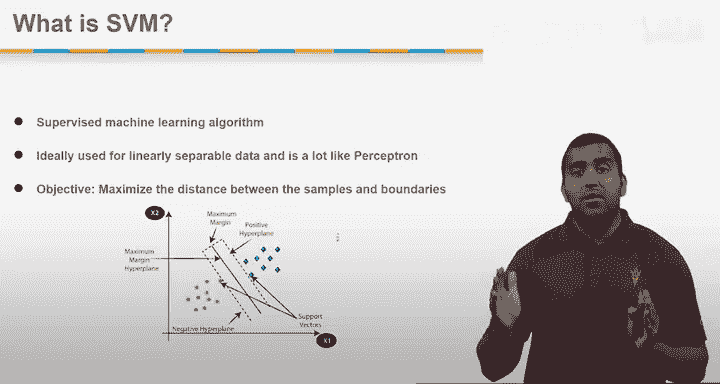 What is SVM?
Supervised machine learning algorithm
Ideally used for linearly separable data and is a lot like Perceptron
Objective: Maximize the distance between the samples and boundaries
X2
Maximum
Margin
Positive
Hyperplane
Maximum
Margin
Hyperplane
Support
Vectors
Negative Hyperplane
X1